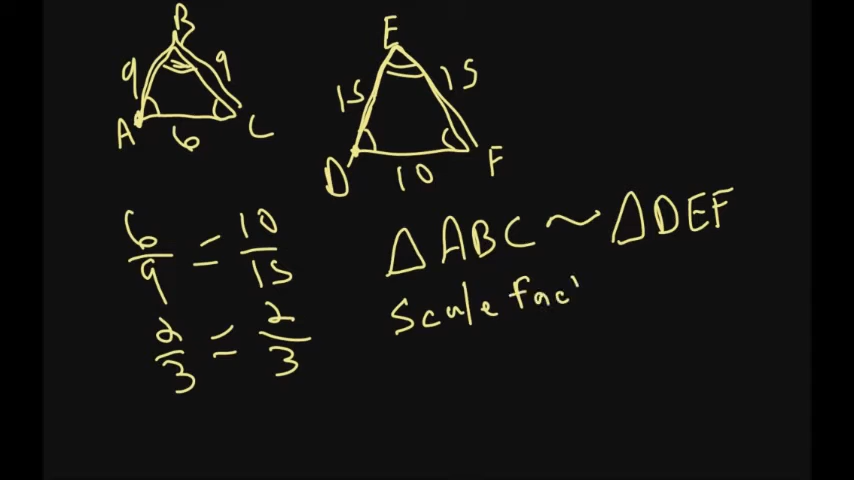 B
E
9
9
15
15
A
6
C
D
10
F
6/9 = 10/15
△ABC ~ △DEF
Scale fac
2/3 = 2/3